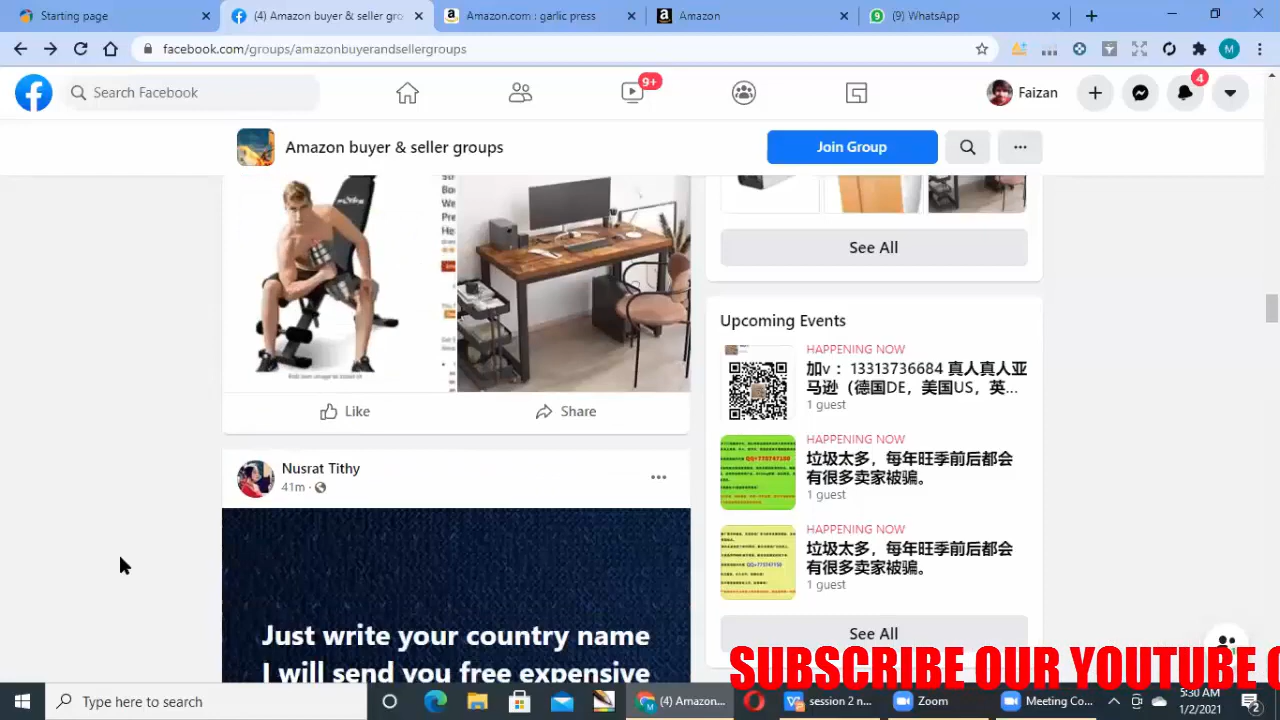 Starting page
(4) Amazon buyer & seller gro
Amazon.com : garlic press
Amazon
(9) WhatsApp
facebook.com/groups/amazonbuyerandsellergroups
M
Search Facebook
9+
Faizan
4
Amazon buyer & seller groups
Join Group
See All
Upcoming Events
HAPPENING NOW
加v ：13313736684 真人真人亚
马逊（德国DE，美国US，英...
1 guest
HAPPENING NOW
垃圾太多，每年旺季前后都会
有很多卖家被骗。
1 guest
HAPPENING NOW
垃圾太多，每年旺季前后都会
有很多卖家被骗。
1 guest
See All
Like
Share
Nusrat Tithy
41m
Just write your country name
I will send you free expensive
SUBSCRIBE OUR YOUTUBE C
Type here to search
(4) Amazon...
session 2 n...
Zoom
Meeting Co...
5:30 AM
1/2/2021
2